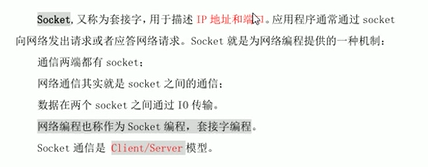 Socket,又称为套接字,用于描述 IP 地址和端口。应用程序通常通过 socket
向网络发出请求或者应答网络请求。Socket 就是为网络编程提供的一种机制:
通信两端都有 socket;
网络通信其实就是 socket 之间的通信;
数据在两个 socket 之间通过 IO 传输。
网络编程也称作为 Socket 编程,套接字编程。
Socket 通信是 Client/Server 模型。